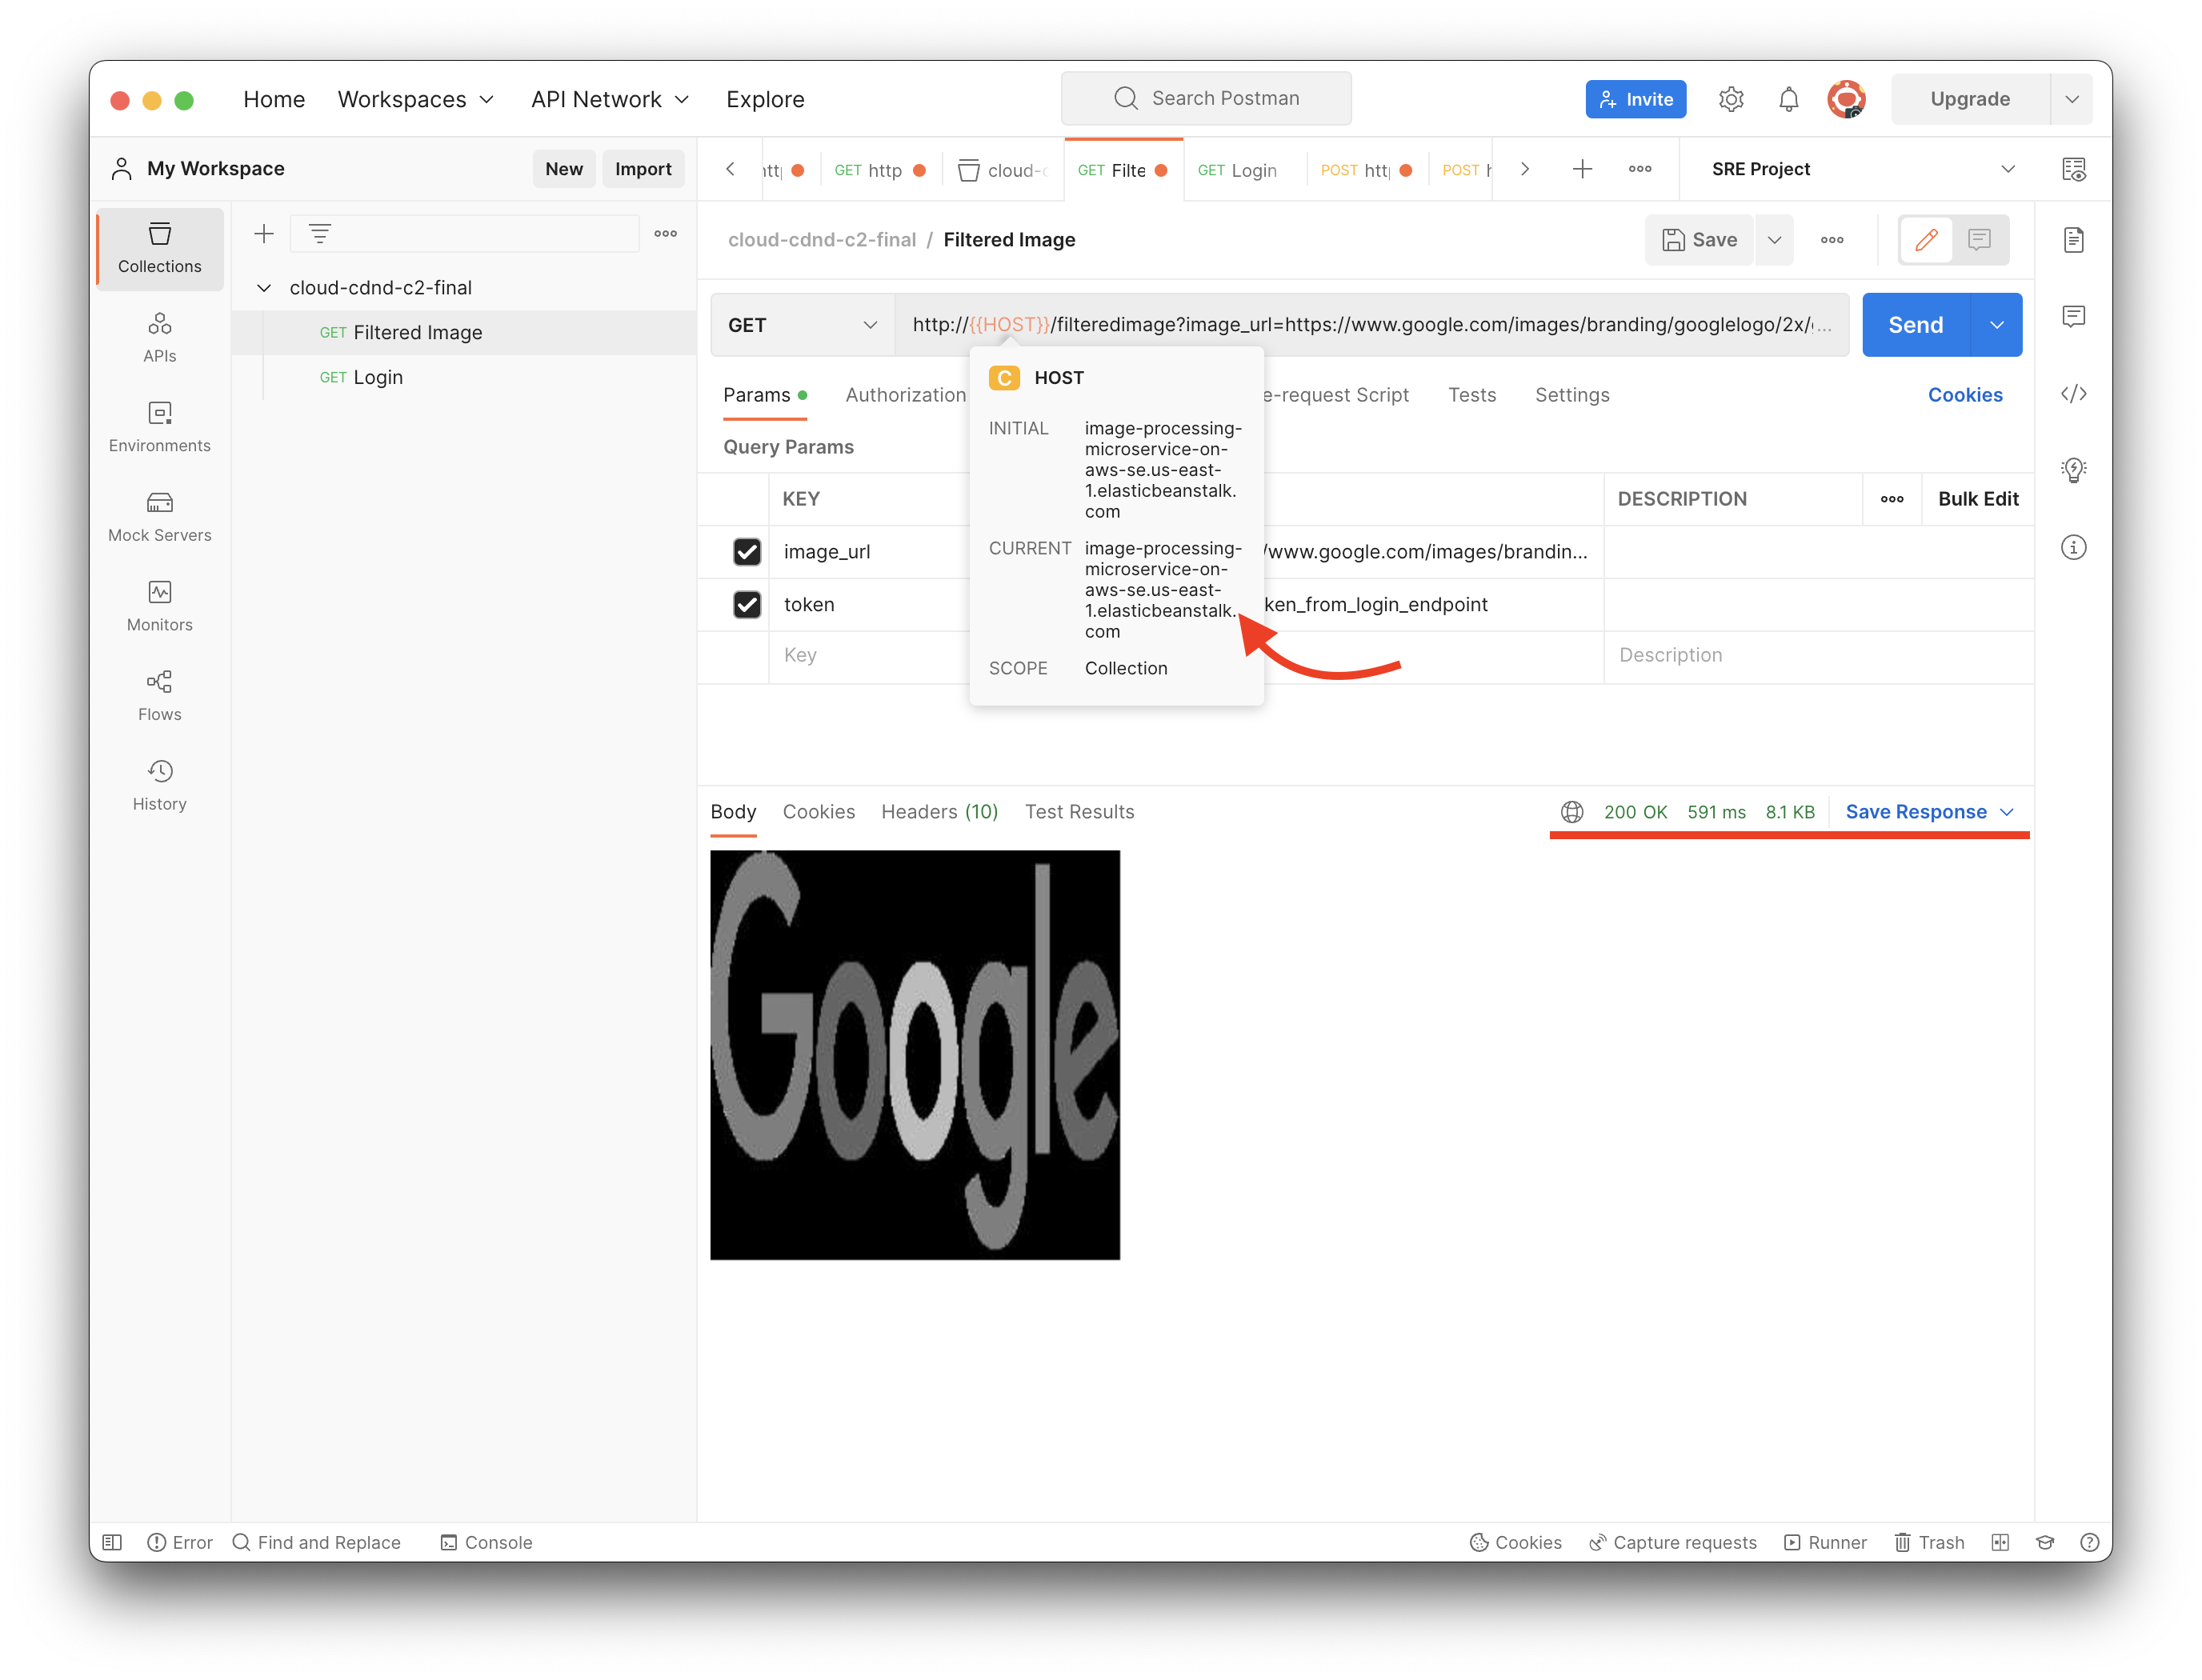 Home Workspaces API Network Explore Search Postman Invite Upgrade
My Workspace New Import
GET http cloud- GET Filte GET Login POST POST SRE Project
Collections
APIs
Environments
Mock Servers
Monitors
Flows
History
cloud-cdnd-c2-final
GET Filtered Image
GET Login
cloud-cdnd-c2-final / Filtered Image Save
GET http://{{HOST}}/filteredimage?image_url=https://www.google.com/images/branding/googlelogo/2x/g... Send
Params Authorization e-request Script Tests Settings Cookies
Query Params
KEY DESCRIPTION Bulk Edit
image_url /www.google.com/images/brandin...
token ken_from_login_endpoint
Key Description
C HOST
INITIAL image-processing-
microservice-on-
aws-se.us-east-
1.elasticbeanstalk.
com
CURRENT image-processing-
microservice-on-
aws-se.us-east-
1.elasticbeanstalk.
com
SCOPE Collection
Body Cookies Headers (10) Test Results 200 OK 591 ms 8.1 KB Save Response
Google
Error Find and Replace Console Cookies Capture requests Runner Trash